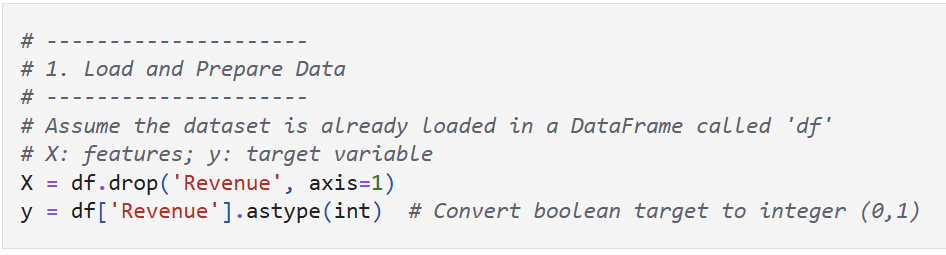 # ---------------------
# 1. Load and Prepare Data
# ---------------------
# Assume the dataset is already loaded in a DataFrame called 'df'
# X: features; y: target variable
X = df.drop('Revenue', axis=1)
y = df['Revenue'].astype(int)  # Convert boolean target to integer (0,1)